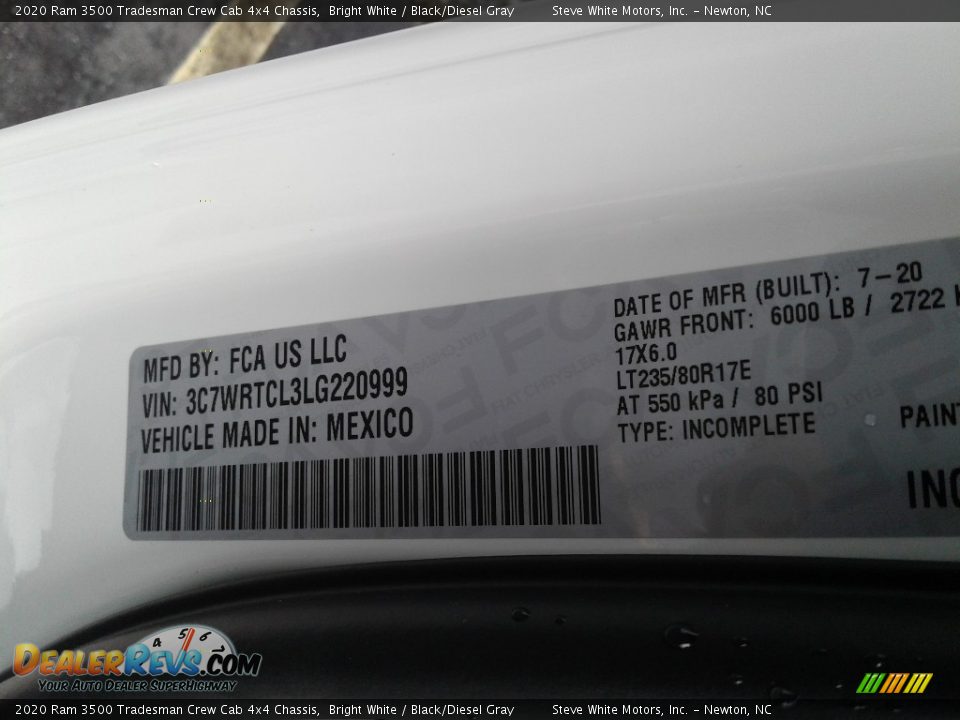 2020 Ram 3500 Tradesman Crew Cab 4x4 Chassis, Bright White / Black/Diesel Gray Steve White Motors, Inc. – Newton, NC
MFD BY: FCA US LLC
VIN: 3C7WRTCL3LG220999
VEHICLE MADE IN: MEXICO
DATE OF MFR (BUILT): 7-20
GAWR FRONT: 6000 LB / 2722
17X6.0
LT235/80R17E
AT 550 kPa / 80 PSI
TYPE: INCOMPLETE
PAINT
4 5 6
DealerRevs.com
Your Auto Dealer SuperHighway
2020 Ram 3500 Tradesman Crew Cab 4x4 Chassis, Bright White / Black/Diesel Gray Steve White Motors, Inc. – Newton, NC